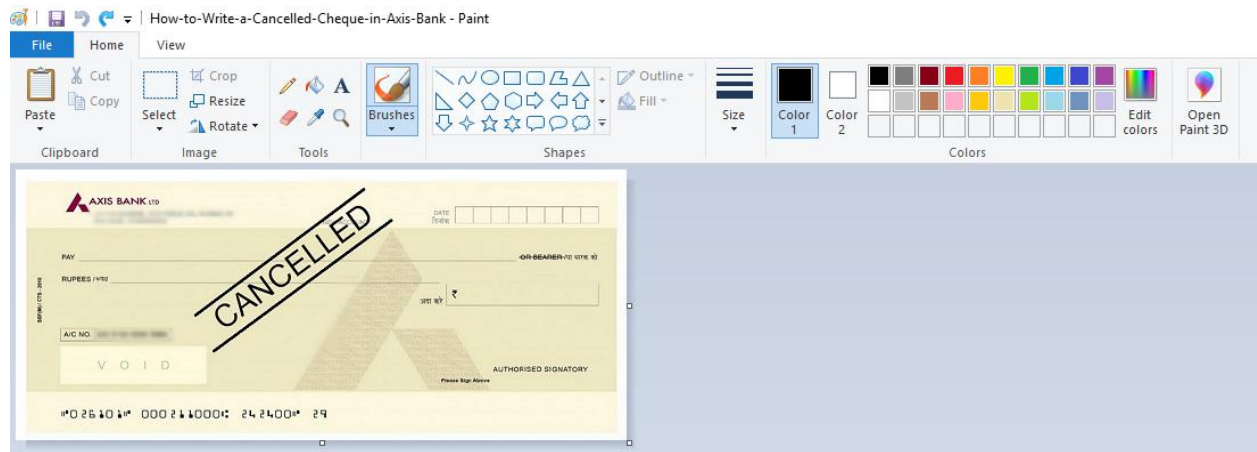 How-to-Write-a-Cancelled-Cheque-in-Axis-Bank - Paint
File Home View
Paste
Cut
Copy
Clipboard
Select
Crop
Resize
Rotate
Image
A
Tools
Brushes
Outline
Fill
Shapes
Size
Color 1
Color 2
Edit colors
Colors
Open Paint 3D
AXIS BANK LTD
CANCELLED
DATE
दिनांक
PAY
OR BEARER /या धारक को
RUPEES / रुपए
अदा करें ₹
A/C NO.
VOID
AUTHORISED SIGNATORY
Please Sign Above
⑈026101⑈ 000211000⑆ 242400⑈ 29